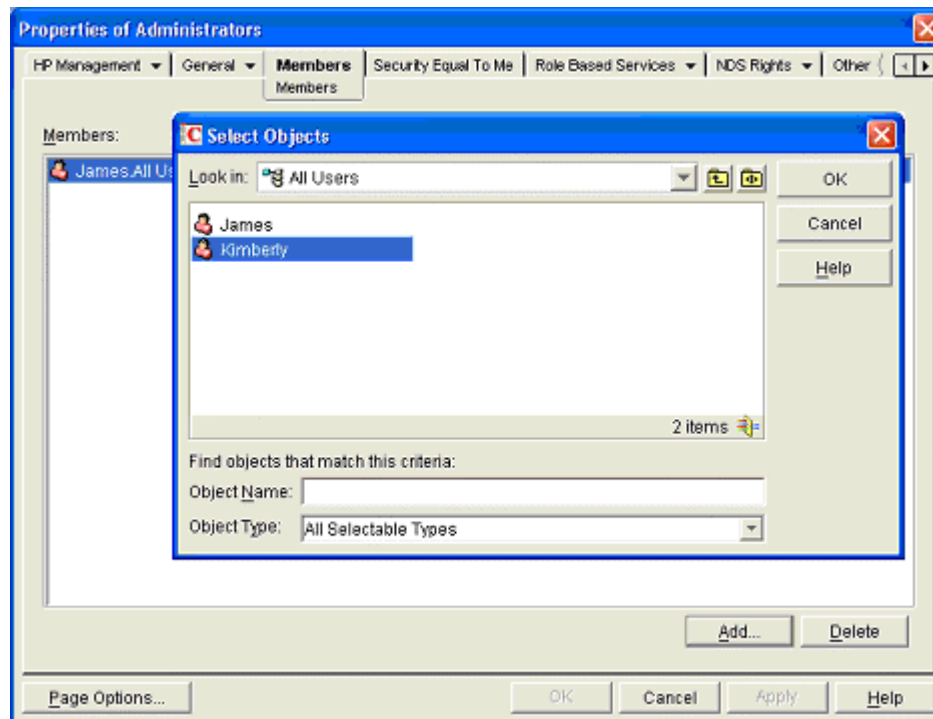 Properties of Administrators
HP Management General Members Security Equal To Me Role Based Services NDS Rights Other
Members
Members:
James.All Us
C Select Objects
Look in: All Users
OK
James
Kimberly
Cancel
Help
2 items
Find objects that match this criteria:
Object Name:
Object Type: All Selectable Types
Add... Delete
Page Options... OK Cancel Apply Help